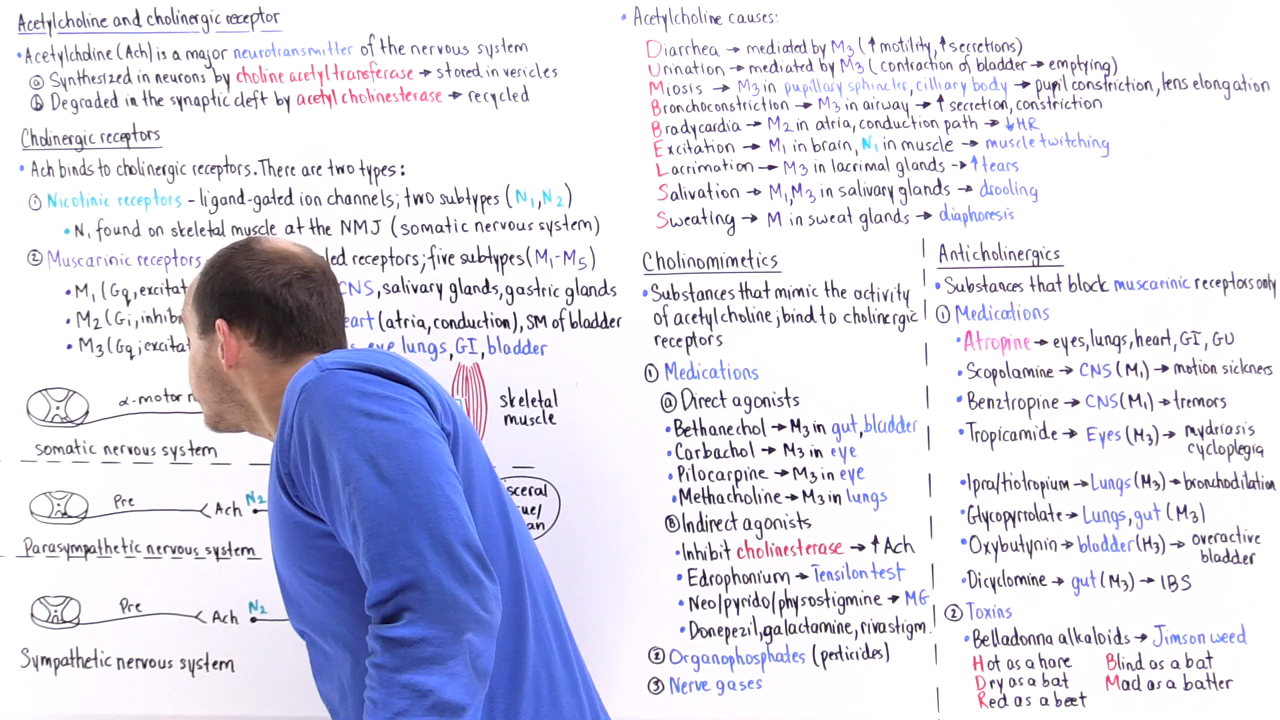 Acetylcholine and cholinergic receptor
• Acetylcholine (Ach) is a major neurotransmitter of the nervous system
ⓐ Synthesized in neurons by choline acetyltransferase → stored in vesicles
ⓑ Degraded in the synaptic cleft by acetyl cholinesterase → recycled
Cholinergic receptors
• Ach binds to cholinergic receptors. There are two types:
① Nicotinic receptors - ligand-gated ion channels; two subtypes (N1, N2)
• N1 found on skeletal muscle at the NMJ (somatic nervous system)
② Muscarinic receptors led receptors; five subtypes (M1-M5)
• M1 (Gq, excitat CNS, salivary glands, gastric glands
• M2 (Gi, inhib eart (atria, conduction), SM of bladder
• M3 (Gq; excita eye lungs, GI, bladder
α-motor
skeletal
muscle
somatic nervous system
Pre Ach N2
sceral
ue/
an
Parasympathetic nervous system
Pre Ach N2
Sympathetic nervous system
• Acetylcholine causes:
Diarrhea → mediated by M3 (↑ motility, ↑ secretions)
Urination → mediated by M3 (contraction of bladder → emptying)
Miosis → M3 in pupillary sphincter, cilliary body → pupil constriction, lens elongation
Bronchoconstriction → M3 in airway → ↑ secretion, constriction
Bradycardia → M2 in atria, conduction path → ↓HR
Excitation → M1 in brain, N1 in muscle → muscle twitching
Lacrimation → M3 in lacrimal glands → ↑ tears
Salivation → M1, M3 in salivary glands → drooling
Sweating → M in sweat glands → diaphoresis
Cholinomimetics
• Substances that mimic the activity
of acetylcholine; bind to cholinergic
receptors
① Medications
ⓐ Direct agonists
• Bethanechol → M3 in gut, bladder
• Carbachol → M3 in eye
• Pilocarpine → M3 in eye
• Methacholine → M3 in lungs
ⓑ Indirect agonists
• Inhibit cholinesterase → ↑ Ach
• Edrophonium → Tensilon test
• Neo/pyrido/physostigmine → MG
• Donepezil, galactamine, rivastigm.
② Organophosphates (pesticides)
③ Nerve gases
Anticholinergics
• Substances that block muscarinic receptors only
① Medications
• Atropine → eyes, lungs, heart, GI, GU
• Scopolamine → CNS (M1) → motion sickness
• Benztropine → CNS (M1) → tremors
• Tropicamide → Eyes (M3) → mydriasis
cycloplegia
• Ipra/tiotropium → Lungs (M3) → bronchodilation
• Glycopyrrolate → Lungs, gut (M3)
• Oxybutynin → bladder (M3) → overactive
bladder
• Dicyclomine → gut (M3) → IBS
② Toxins
• Belladonna alkaloids → Jimson weed
Hot as a hare Blind as a bat
Dry as a bat Mad as a batter
Red as a beet